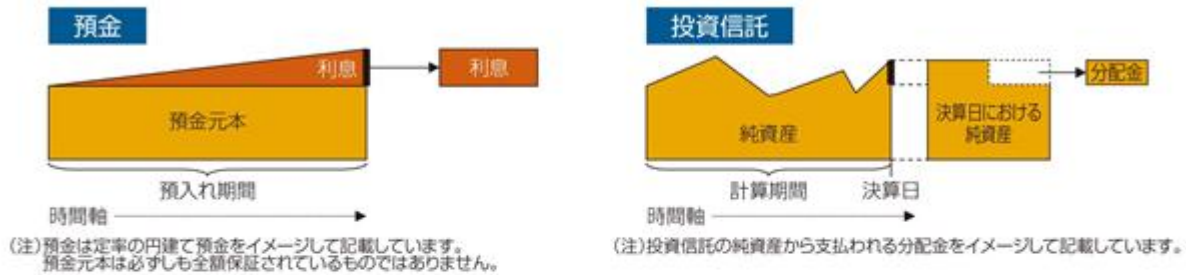 預金
利息
利息
預金元本
預入れ期間
時間軸
(注)預金は定率の円建て預金をイメージして記載しています。
預金元本は必ずしも全額保証されているものではありません。
投資信託
分配金
決算日における
純資産
純資産
計算期間
決算日
時間軸
(注)投資信託の純資産から支払われる分配金をイメージして記載しています。